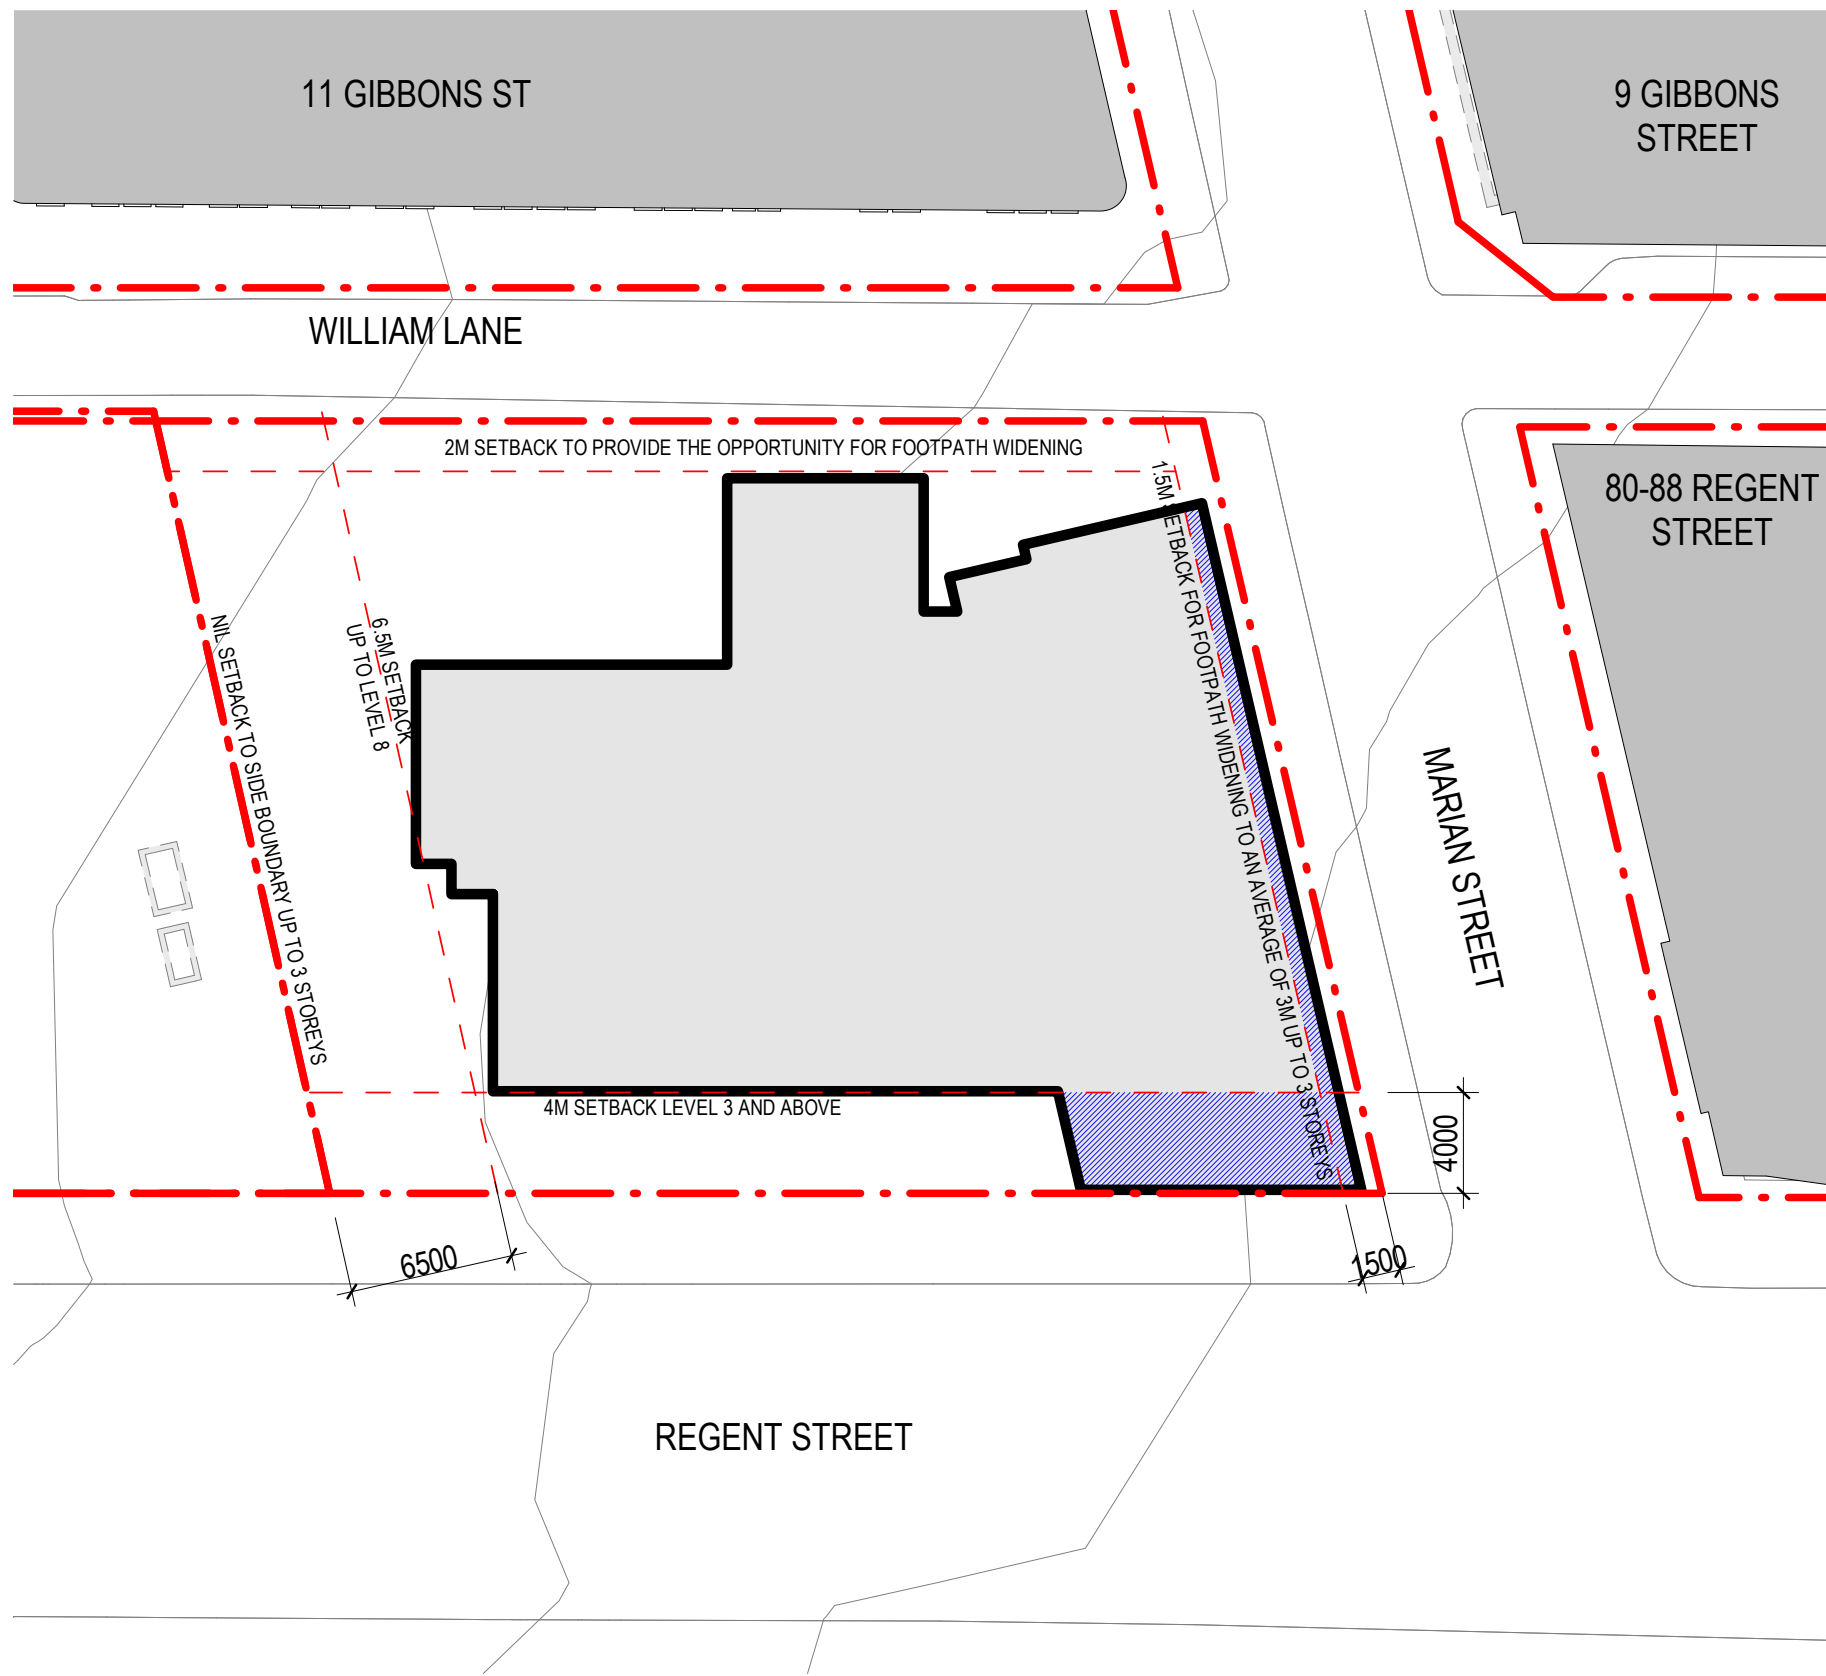 11 GIBBONS ST
9 GIBBONS
STREET
WILLIAM LANE
2M SETBACK TO PROVIDE THE OPPORTUNITY FOR FOOTPATH WIDENING
80-88 REGENT
STREET
1.5M SETBACK FOR FOOTPATH WIDENING TO AN AVERAGE OF 3M UP TO 3 STOREYS
NIL SETBACK TO SIDE BOUNDARY UP TO 3 STOREYS
6.5M SETBACK
UP TO LEVEL 8
MARIAN STREET
4M SETBACK LEVEL 3 AND ABOVE
4000
6500
1500
REGENT STREET